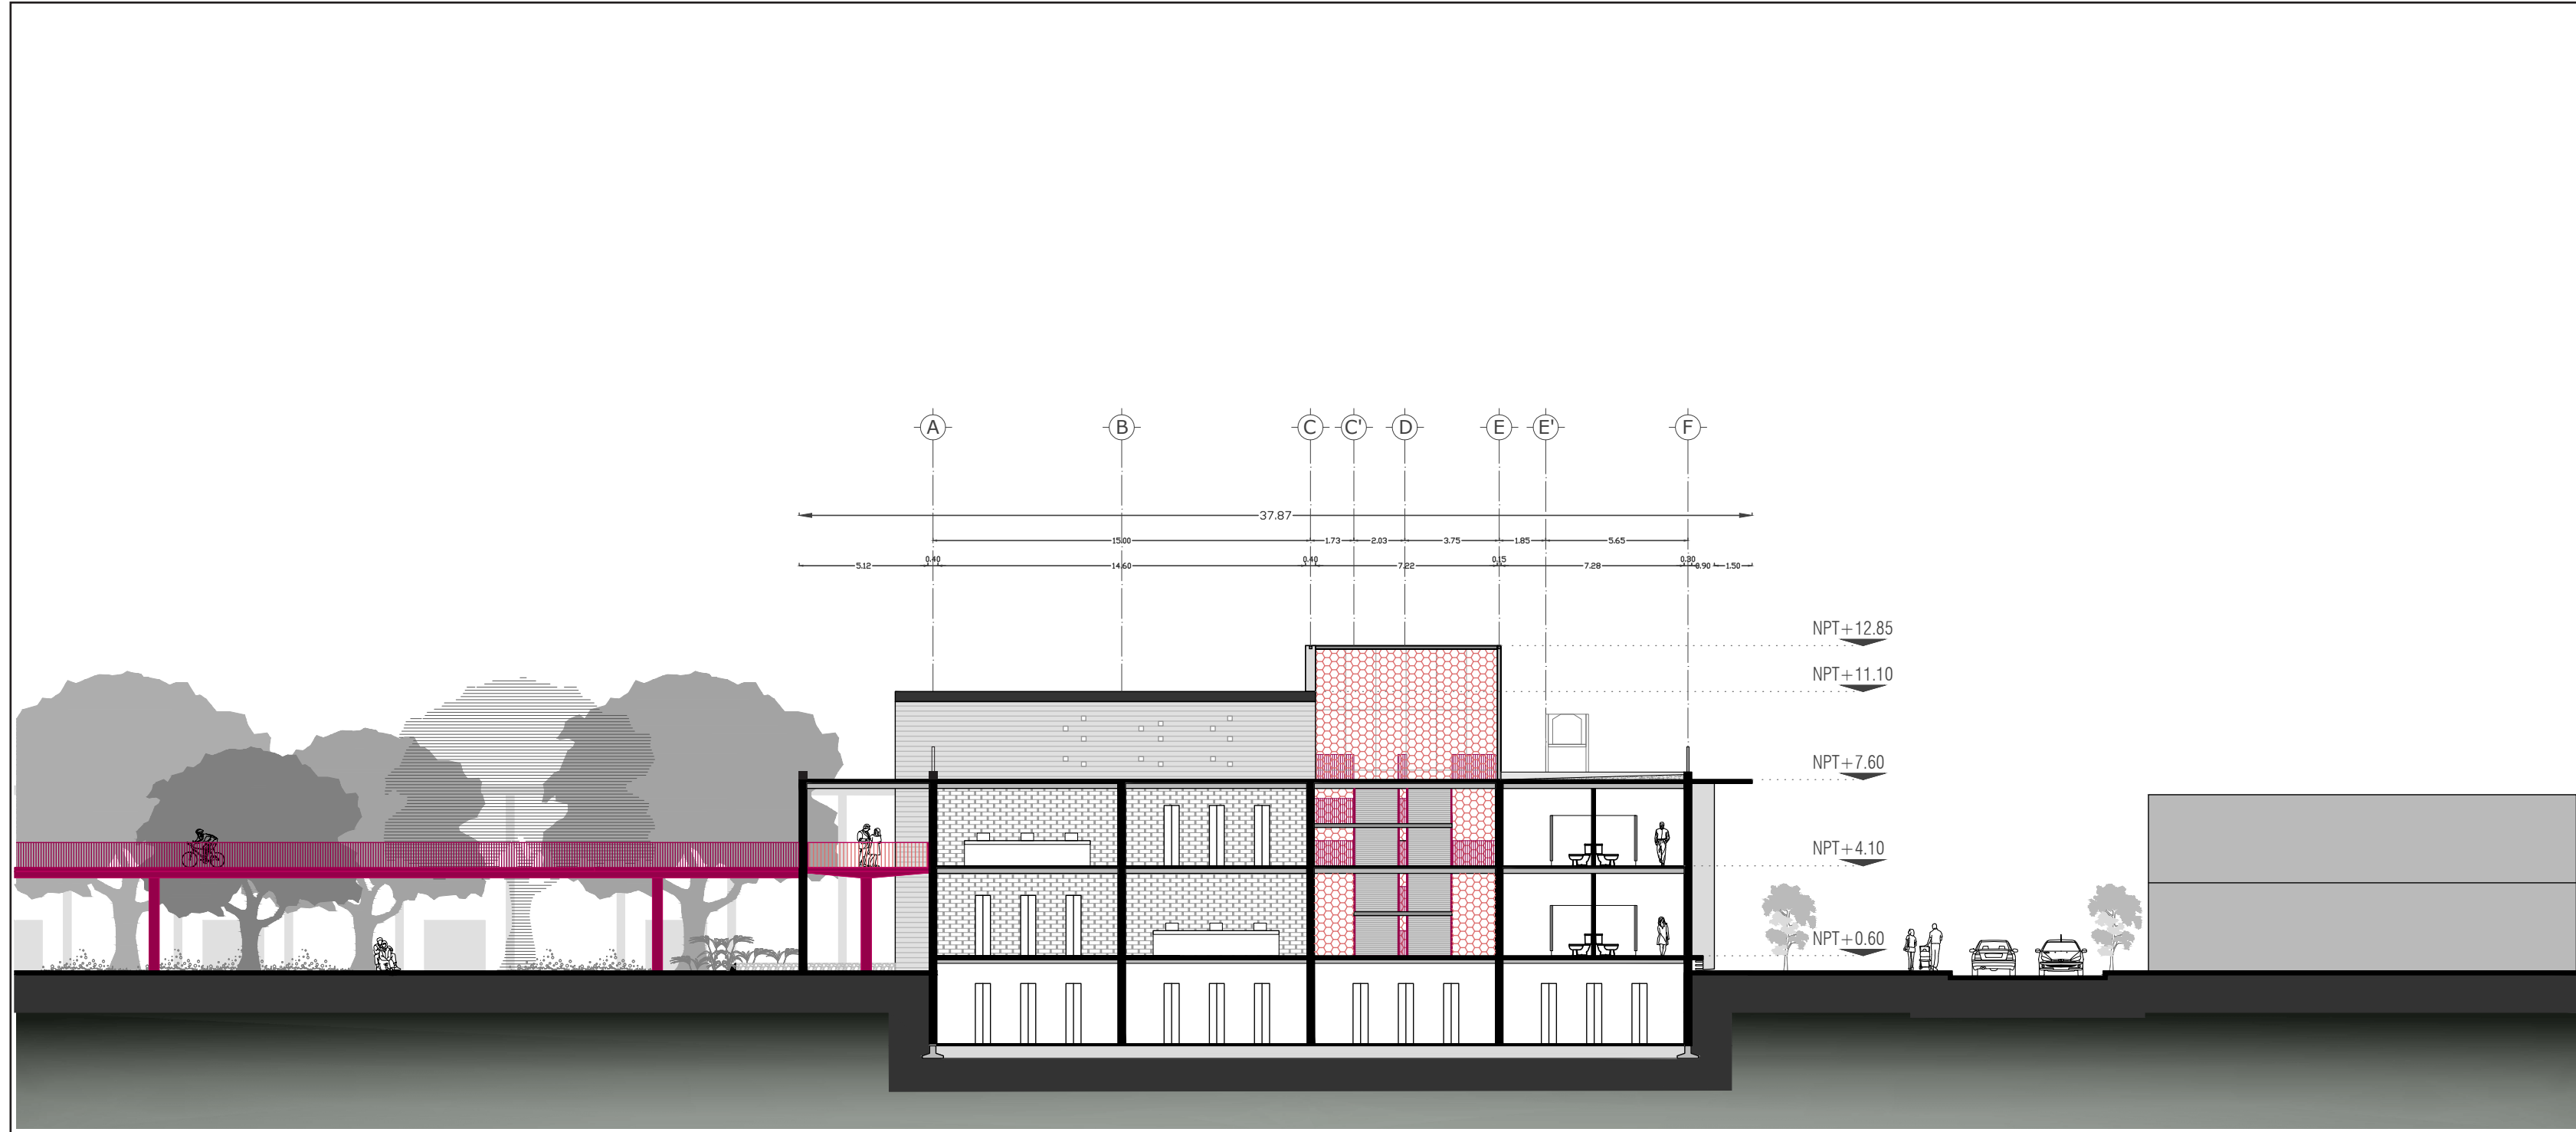 A B C C' D E E' F
37.87
15.00 1.73 2.03 3.75 1.85 5.65
0.40 0.40 0.15 0.30
5.12 14.60 7.22 7.28 0.90 1.50
NPT+12.85
NPT+11.10
NPT+7.60
NPT+4.10
NPT+0.60